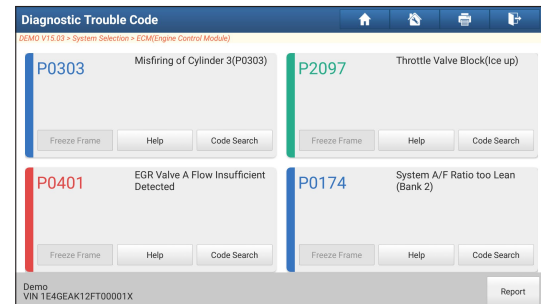 Diagnostic Trouble Code
DEMO V15.03 > System Selection > ECM(Engine Control Module)
P0303
Misfiring of Cylinder 3(P0303)
Freeze Frame
Help
Code Search
P2097
Throttle Valve Block(Ice up)
Freeze Frame
Help
Code Search
P0401
EGR Valve A Flow Insufficient
Detected
Freeze Frame
Help
Code Search
P0174
System A/F Ratio too Lean
(Bank 2)
Freeze Frame
Help
Code Search
Demo
VIN 1E4GEAK12FT00001X
Report